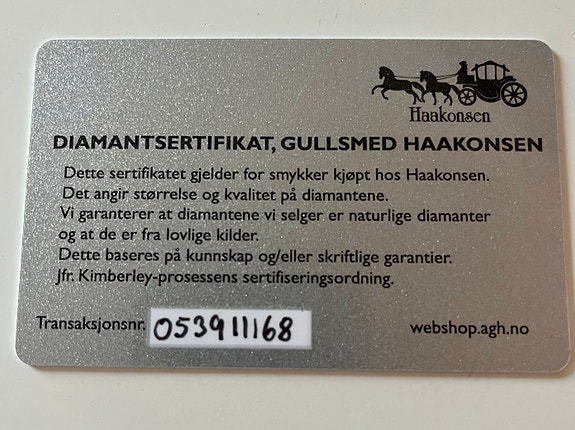 Haakonsen
DIAMANTSERTIFIKAT, GULLSMED HAAKONSEN
Dette sertifikatet gjelder for smykker kjøpt hos Haakonsen.
Det angir størrelse og kvalitet på diamantene.
Vi garanterer at diamantene vi selger er naturlige diamanter
og at de er fra lovlige kilder.
Dette baseres på kunnskap og/eller skriftlige garantier.
Jfr. Kimberley-prosessens sertifiseringsordning.
Transaksjonsnr. 053911168
webshop.agh.no